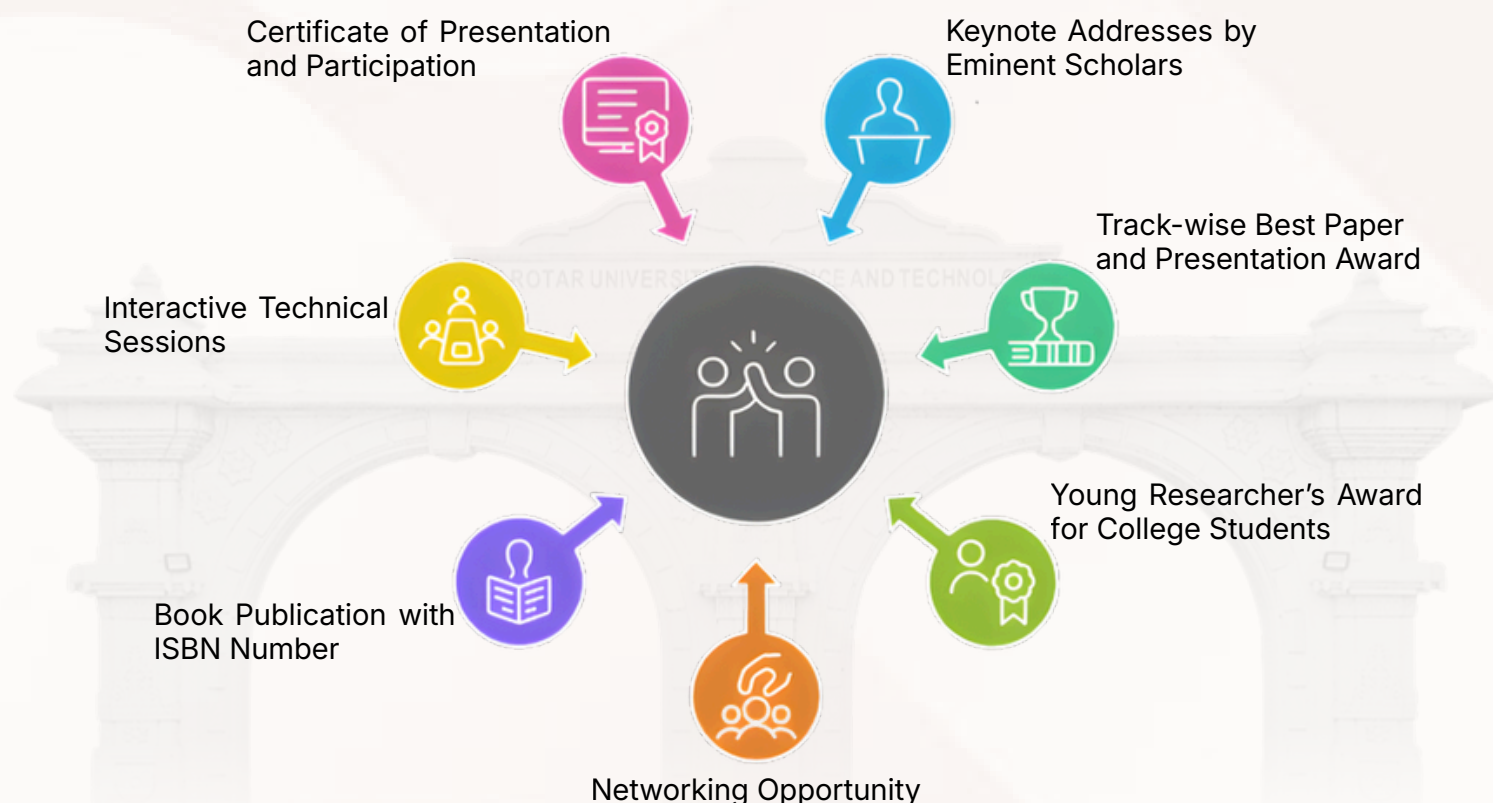 Certificate of Presentation
and Participation
Keynote Addresses by
Eminent Scholars
Track-wise Best Paper
and Presentation Award
Interactive Technical
Sessions
Young Researcher’s Award
for College Students
Book Publication with
ISBN Number
Networking Opportunity
AND